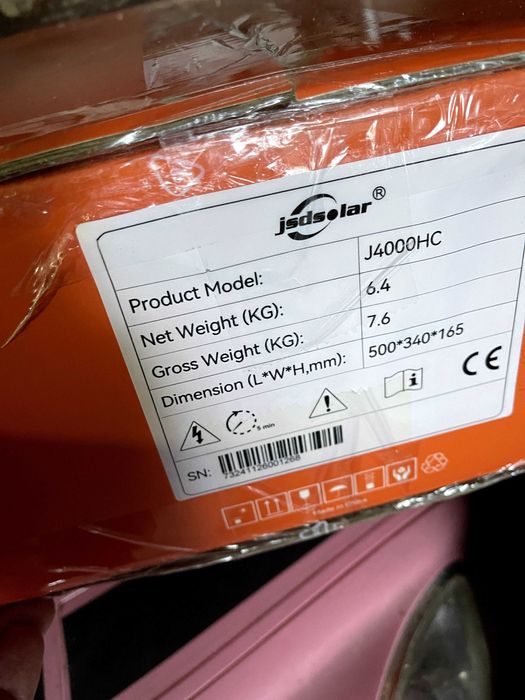 jsdsolar®
Product Model: J4000HC
Net Weight (KG): 6.4
Gross Weight (KG): 7.6
Dimension (L*W*H,mm): 500*340*165
5 min
CE
SN:
73241126001268
Made in China